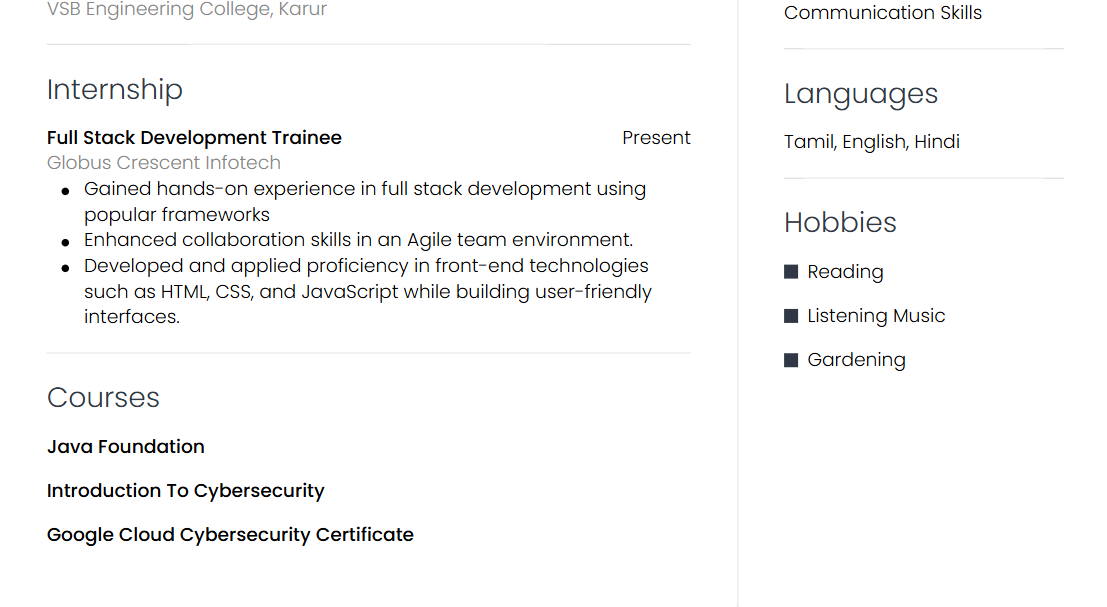 VSB Engineering College, Karur
Internship
Full Stack Development Trainee
Present
Globus Crescent Infotech
Gained hands-on experience in full stack development using
popular frameworks
Enhanced collaboration skills in an Agile team environment.
Developed and applied proficiency in front-end technologies
such as HTML, CSS, and JavaScript while building user-friendly
interfaces.
Courses
Java Foundation
Introduction To Cybersecurity
Google Cloud Cybersecurity Certificate
Communication Skills
Languages
Tamil, English, Hindi
Hobbies
Reading
Listening Music
Gardening